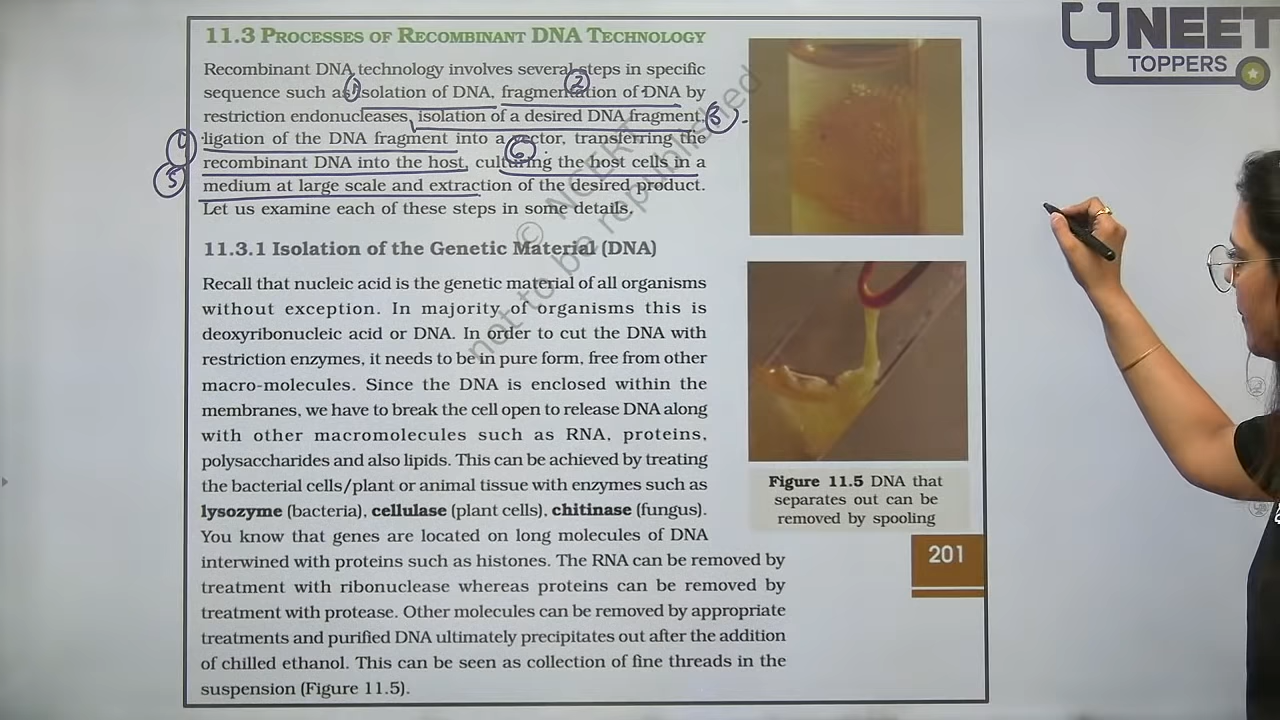 11.3 PROCESSES OF RECOMBINANT DNA TECHNOLOGY
Recombinant DNA technology involves several steps in specific
sequence such as isolation of DNA, fragmentation of DNA by
restriction endonucleases, isolation of a desired DNA fragment,
ligation of the DNA fragment into a vector, transferring the
recombinant DNA into the host, culturing the host cells in a
medium at large scale and extraction of the desired product.
Let us examine each of these steps in some details.
1
2
3
4
6
5
11.3.1 Isolation of the Genetic Material (DNA)
Recall that nucleic acid is the genetic material of all organisms
without exception. In majority of organisms this is
deoxyribonucleic acid or DNA. In order to cut the DNA with
restriction enzymes, it needs to be in pure form, free from other
macro-molecules. Since the DNA is enclosed within the
membranes, we have to break the cell open to release DNA along
with other macromolecules such as RNA, proteins,
polysaccharides and also lipids. This can be achieved by treating
the bacterial cells/plant or animal tissue with enzymes such as
lysozyme (bacteria), cellulase (plant cells), chitinase (fungus).
You know that genes are located on long molecules of DNA
interwined with proteins such as histones. The RNA can be removed by
treatment with ribonuclease whereas proteins can be removed by
treatment with protease. Other molecules can be removed by appropriate
treatments and purified DNA ultimately precipitates out after the addition
of chilled ethanol. This can be seen as collection of fine threads in the
suspension (Figure 11.5).
© NCERT
not to be republished
Figure 11.5 DNA that
separates out can be
removed by spooling
201
NEET
TOPPERS